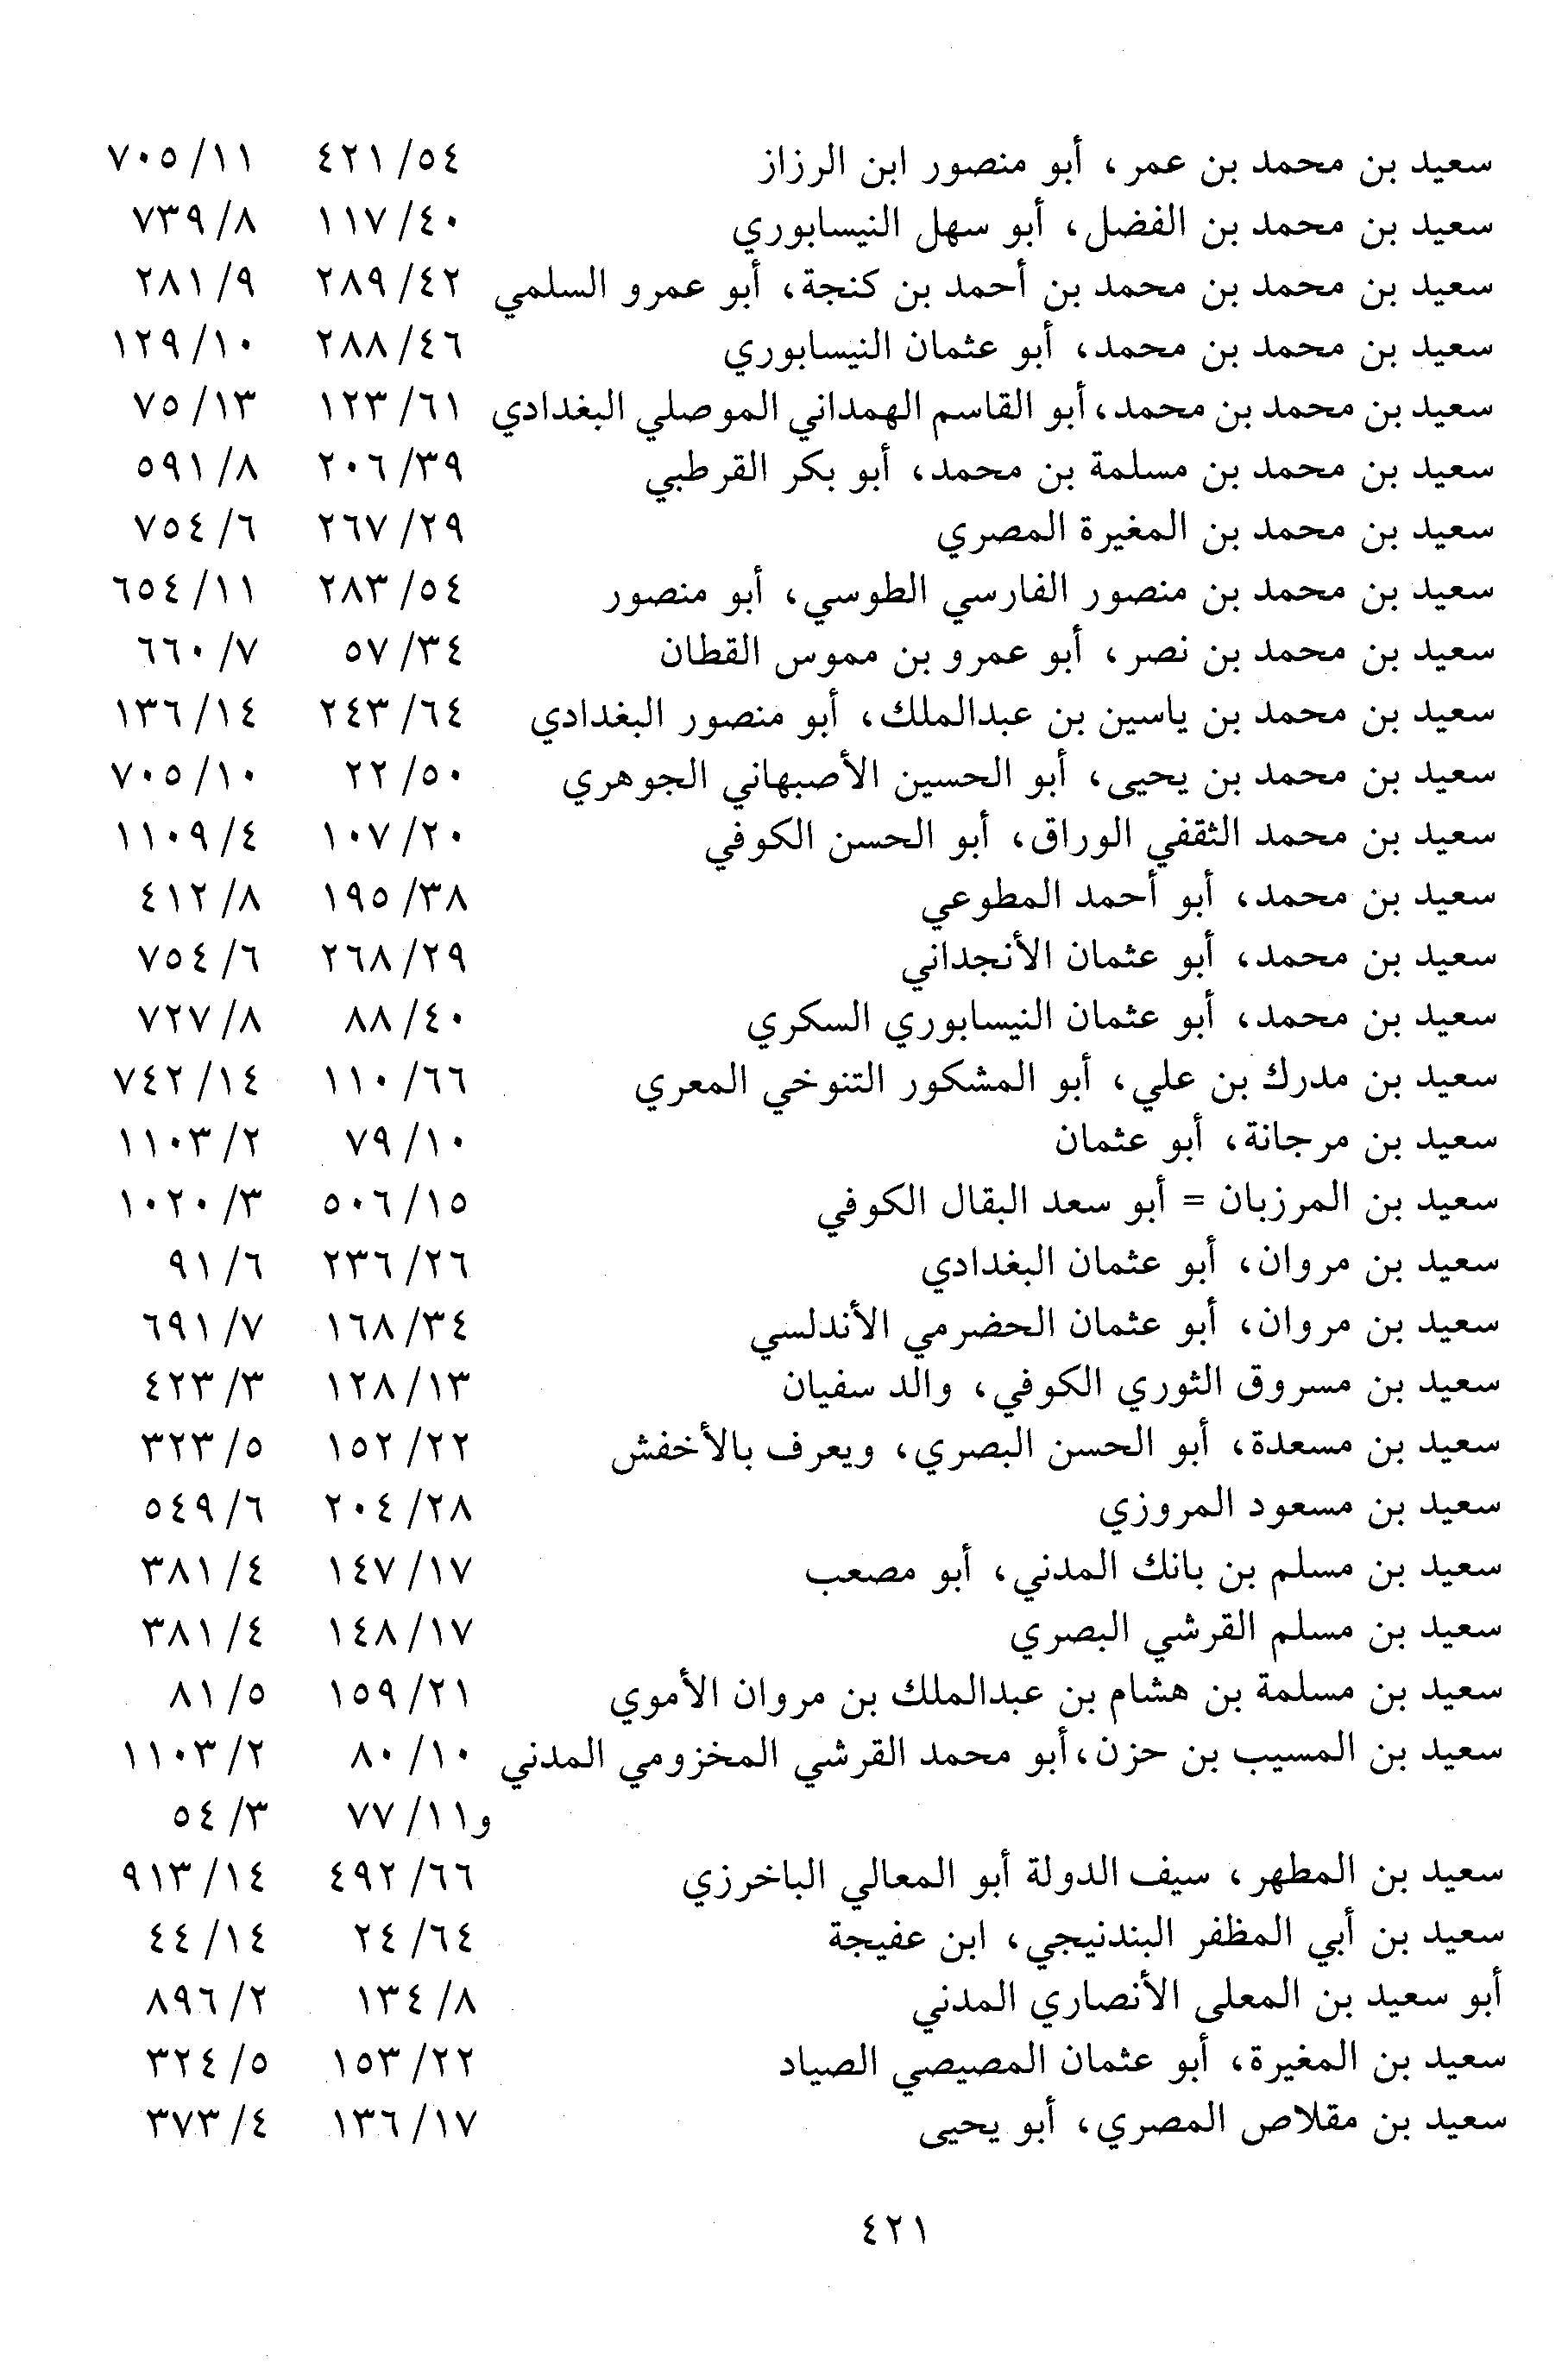 سعيد بن محمد بن عمر، أبو منصور ابن الرزاز ٥٤/ ٤٢١ ١١/ ٧٠٥
سعيد بن محمد بن الفضل، أبو سهل النيسابوري ٤٠/ ١١٧ ٨/ ٧٣٩
سعيد بن محمد بن محمد بن أحمد بن كنجة، أبو عمرو السلمي ٤٢/ ٢٨٩ ٩/ ٢٨١
سعيد بن محمد بن محمد، أبو عثمان النيسابوري ٤٦/ ٢٨٨ ١٠/ ١٢٩
سعيد بن محمد بن محمد، أبو القاسم الهمداني الموصلي البغدادي ٦١/ ١٢٣ ١٣/ ٧٥
سعيد بن محمد بن مسلمة بن محمد، أبو بكر القرطبي ٣٩/ ٢٠٦ ٨/ ٥٩١
سعيد بن محمد بن المغيرة المصري ٢٩/ ٢٦٧ ٦/ ٧٥٤
سعيد بن محمد بن منصور الفارسي الطوسي، أبو منصور ٥٤/ ٢٨٣ ١١/ ٦٥٤
سعيد بن محمد بن نصر، أبو عمرو بن مموس القطان ٣٤/ ٥٧ ٧/ ٦٦٠
سعيد بن محمد بن ياسين بن عبدالملك، أبو منصور البغدادي ٦٤/ ٢٤٣ ١٤/ ١٣٦
سعيد بن محمد بن يحيى، أبو الحسين الأصبهاني الجوهري ٥٠/ ٢٢ ١٠/ ٧٠٥
سعيد بن محمد الثقفي الوراق، أبو الحسن الكوفي ٢٠/ ١٠٧ ٤/ ١١٠٩
سعيد بن محمد، أبو أحمد المطوعي ٣٨/ ١٩٥ ٨/ ٤١٢
سعيد بن محمد، أبو عثمان الأنجداني ٢٩/ ٢٦٨ ٦/ ٧٥٤
سعيد بن محمد، أبو عثمان النيسابوري السكري ٤٠/ ٨٨ ٨/ ٧٢٧
سعيد بن مدرك بن علي، أبو المشكور التنوخي المعري ٦٦/ ١١٠ ١٤/ ٧٤٢
سعيد بن مرجانة، أبو عثمان ١٠/ ٧٩ ٢/ ١١٠٣
سعيد بن المرزبان = أبو سعد البقال الكوفي ١٥/ ٥٠٦ ٣/ ١٠٢٠
سعيد بن مروان، أبو عثمان البغدادي ٢٦/ ٢٣٦ ٦/ ٩١
سعيد بن مروان، أبو عثمان الحضرمي الأندلسي ٣٤/ ١٦٨ ٧/ ٦٩١
سعيد بن مسروق الثوري الكوفي، والد سفيان ١٣/ ١٢٨ ٣/ ٤٢٣
سعيد بن مسعدة، أبو الحسن البصري، ويعرف بالأخفش ٢٢/ ١٥٢ ٥/ ٣٢٣
سعيد بن مسعود المروزي ٢٨/ ٢٠٤ ٦/ ٥٤٩
سعيد بن مسلم بن بانك المدني، أبو مصعب ١٧/ ١٤٧ ٤/ ٣٨١
سعيد بن مسلم القرشي البصري ١٧/ ١٤٨ ٤/ ٣٨١
سعيد بن مسلمة بن هشام بن عبدالملك بن مروان الأموي ٢١/ ١٥٩ ٥/ ٨١
سعيد بن المسيب بن حزن، أبو محمد القرشي المخزومي المدني ١٠/ ٨٠ ٢/ ١١٠٣
و١١/ ٧٧ ٣/ ٥٤
سعيد بن المطهر، سيف الدولة أبو المعالي الباخرزي ٦٦/ ٤٩٢ ١٤/ ٩١٣
سعيد بن أبي المظفر البندنيجي، ابن عفيجة ٦٤/ ٢٤ ١٤/ ٤٤
أبو سعيد بن المعلى الأنصاري المدني ٨/ ١٣٤ ٢/ ٨٩٦
سعيد بن المغيرة، أبو عثمان المصيصي الصياد ٢٢/ ١٥٣ ٥/ ٣٢٤
سعيد بن مقلاص المصري، أبو يحيى ١٧/ ١٣٦ ٤/ ٣٧٣
٤٢١